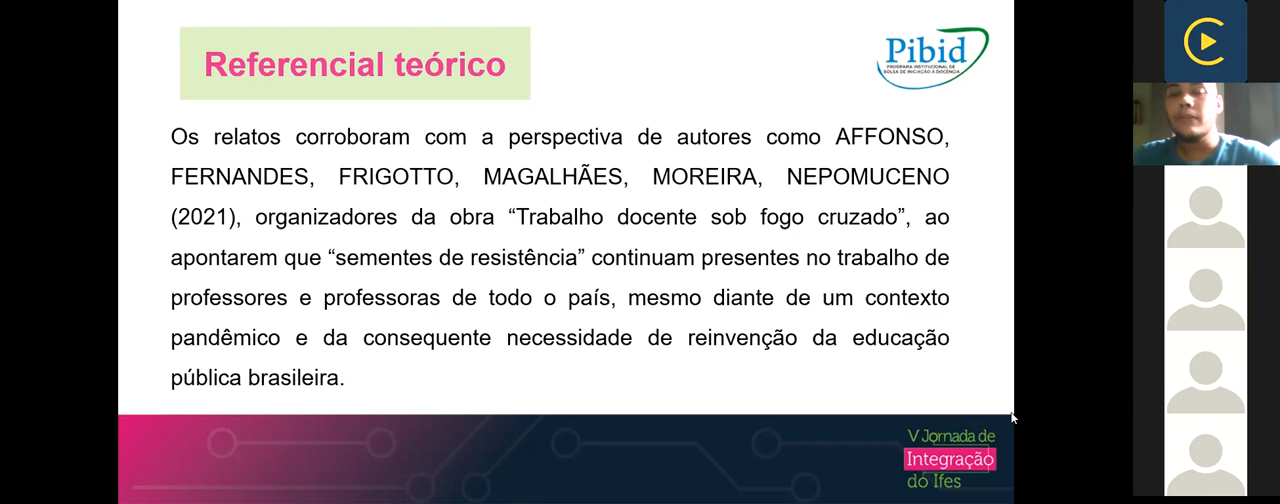 Referencial teórico
Pibid
PROGRAMA INSTITUCIONAL DE
BOLSA DE INICIAÇÃO À DOCÊNCIA
Os relatos corroboram com a perspectiva de autores como AFFONSO,
FERNANDES, FRIGOTTO, MAGALHÃES, MOREIRA, NEPOMUCENO
(2021), organizadores da obra “Trabalho docente sob fogo cruzado”, ao
apontarem que “sementes de resistência” continuam presentes no trabalho de
professores e professoras de todo o país, mesmo diante de um contexto
pandêmico e da consequente necessidade de reinvenção da educação
pública brasileira.
V Jornada de
Integração
do Ifes